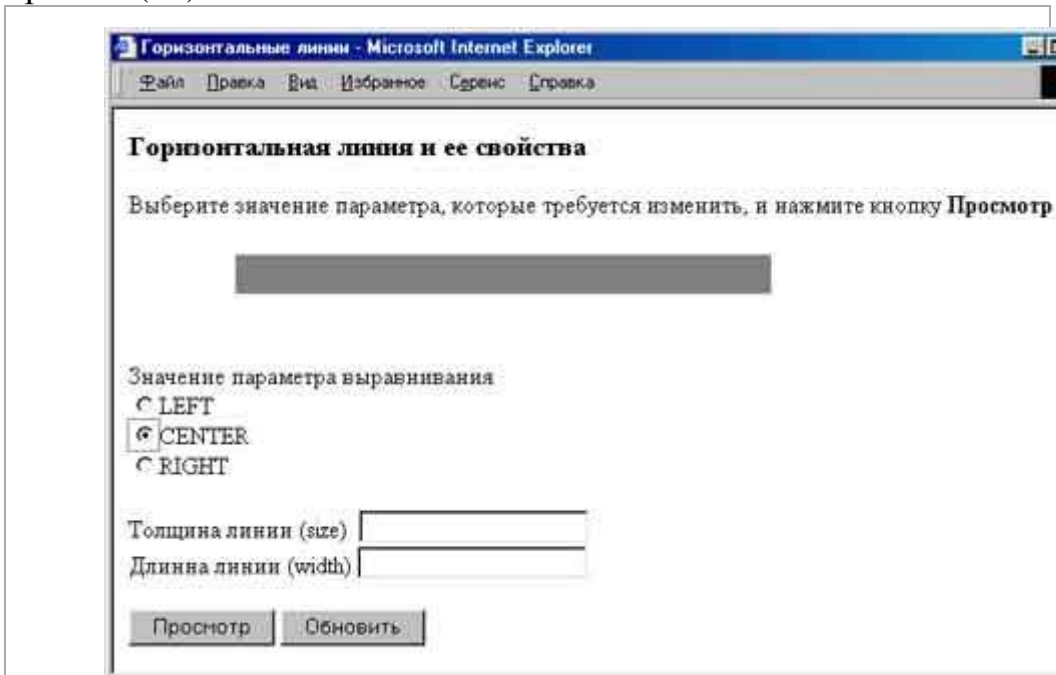 Горизонтальные линии - Microsoft Internet Explorer
Файл Правка Вид Избранное Сервис Справка
Горизонтальная линия и ее свойства
Выберите значение параметра, которые требуется изменить, и нажмите кнопку Просмотр
Значение параметра выравнивания
LEFT
CENTER
RIGHT
Толщина линии (size)
Длинна линии (width)
Просмотр Обновить